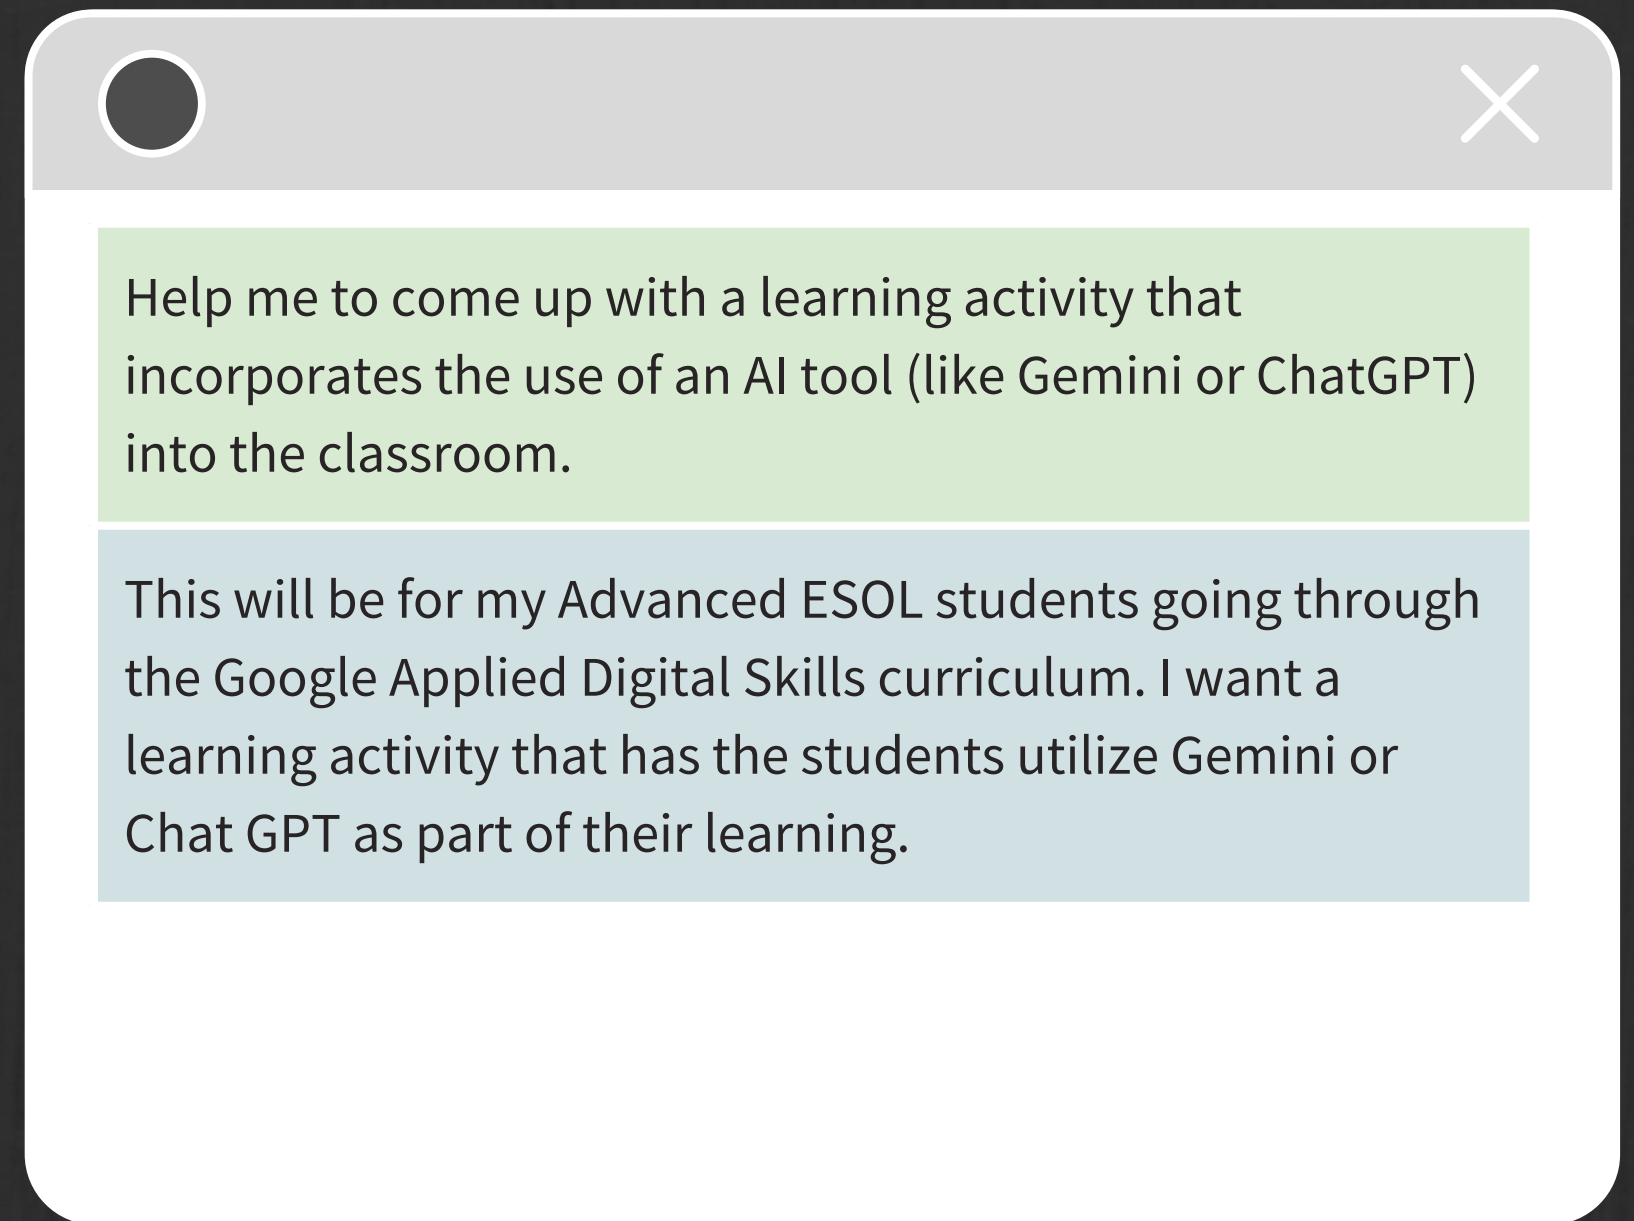 Help me to come up with a learning activity that
incorporates the use of an AI tool (like Gemini or ChatGPT)
into the classroom.
This will be for my Advanced ESOL students going through
the Google Applied Digital Skills curriculum. I want a
learning activity that has the students utilize Gemini or
Chat GPT as part of their learning.